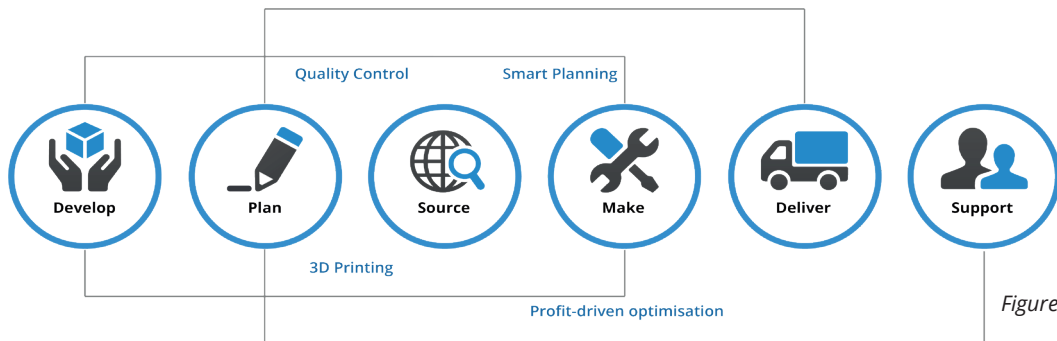 Quality Control
Smart Planning
Develop
Plan
Source
Make
Deliver
Support
3D Printing
Profit-driven optimisation
Figure